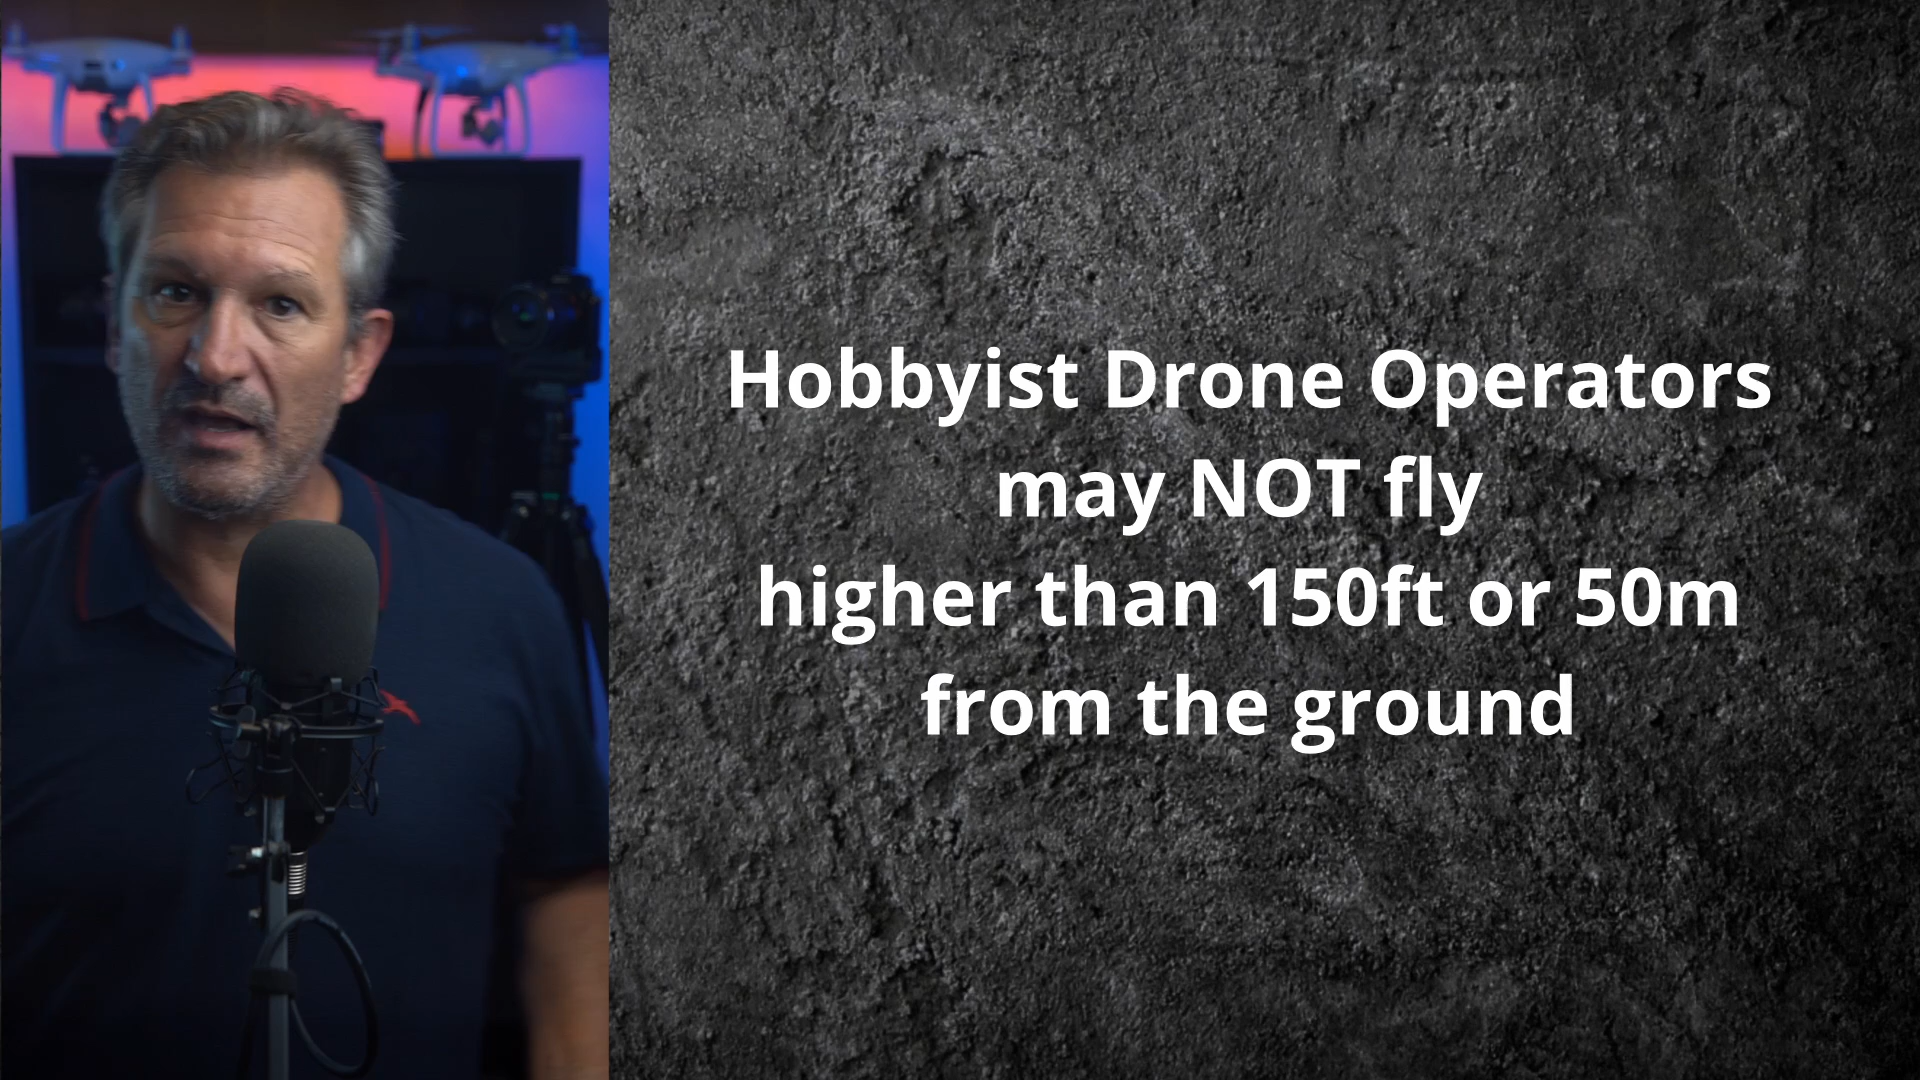 Hobbyist Drone Operators
may NOT fly
higher than 150ft or 50m
from the ground